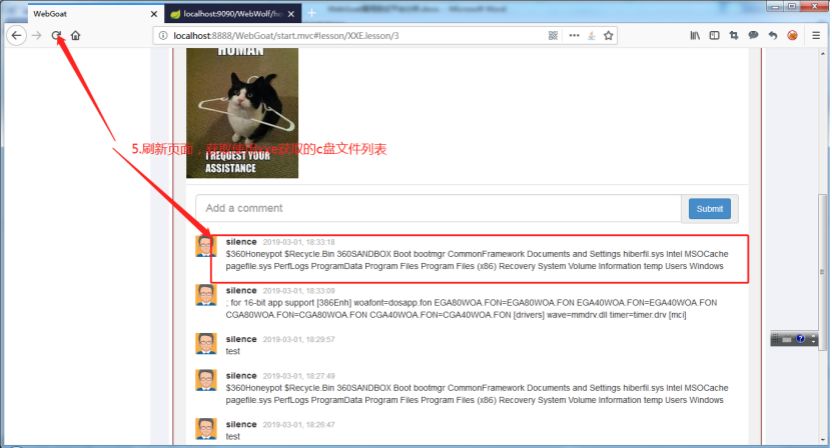 WebGoat
localhost:9090/WebWolf/ho
localhost:8888/WebGoat/start.mvc#lesson/XXE.lesson/3
HUMAN
I REQUEST YOUR
ASSISTANCE
5.刷新页面，获取
获取的c盘文件列表
Add a comment
Submit
silence 2019-03-01, 18:33:18
$360Honeypot $Recycle.Bin 360SANDBOX Boot bootmgr CommonFramework Documents and Settings hiberfil.sys Intel MSOCache
pagefile.sys PerfLogs ProgramData Program Files Program Files (x86) Recovery System Volume Information temp Users Windows
silence 2019-03-01, 18:33:09
; for 16-bit app support [386Enh] woafont=dosapp.fon EGA80WOA.FON=EGA80WOA.FON EGA40WOA.FON=EGA40WOA.FON
CGA80WOA.FON=CGA80WOA.FON CGA40WOA.FON=CGA40WOA.FON [drivers] wave=mmdrv.dll timer=timer.drv [mci]
silence 2019-03-01, 18:29:57
test
silence 2019-03-01, 18:27:49
$360Honeypot $Recycle.Bin 360SANDBOX Boot bootmgr CommonFramework Documents and Settings hiberfil.sys Intel MSOCache
pagefile.sys PerfLogs ProgramData Program Files Program Files (x86) Recovery System Volume Information temp Users Windows
silence 2019-03-01, 18:26:47
test